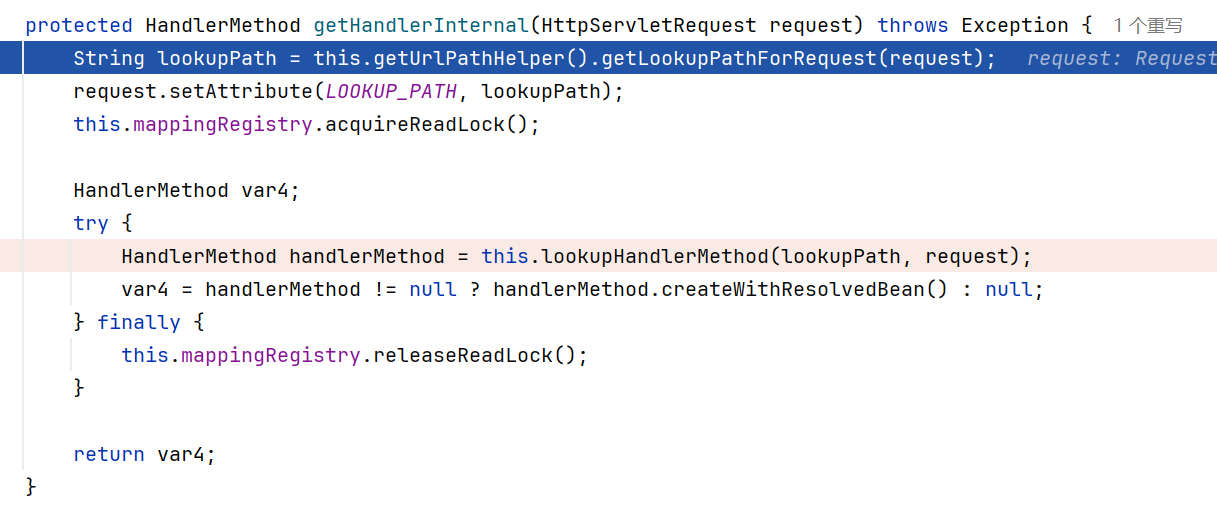 protected HandlerMethod getHandlerInternal(HttpServletRequest request) throws Exception { 1 个重写
String lookupPath = this.getUrlPathHelper().getLookupPathForRequest(request); request: Request
request.setAttribute(LOOKUP_PATH, lookupPath);
this.mappingRegistry.acquireReadLock();
HandlerMethod var4;
try {
HandlerMethod handlerMethod = this.lookupHandlerMethod(lookupPath, request);
var4 = handlerMethod != null ? handlerMethod.createWithResolvedBean() : null;
} finally {
this.mappingRegistry.releaseReadLock();
}
return var4;
}